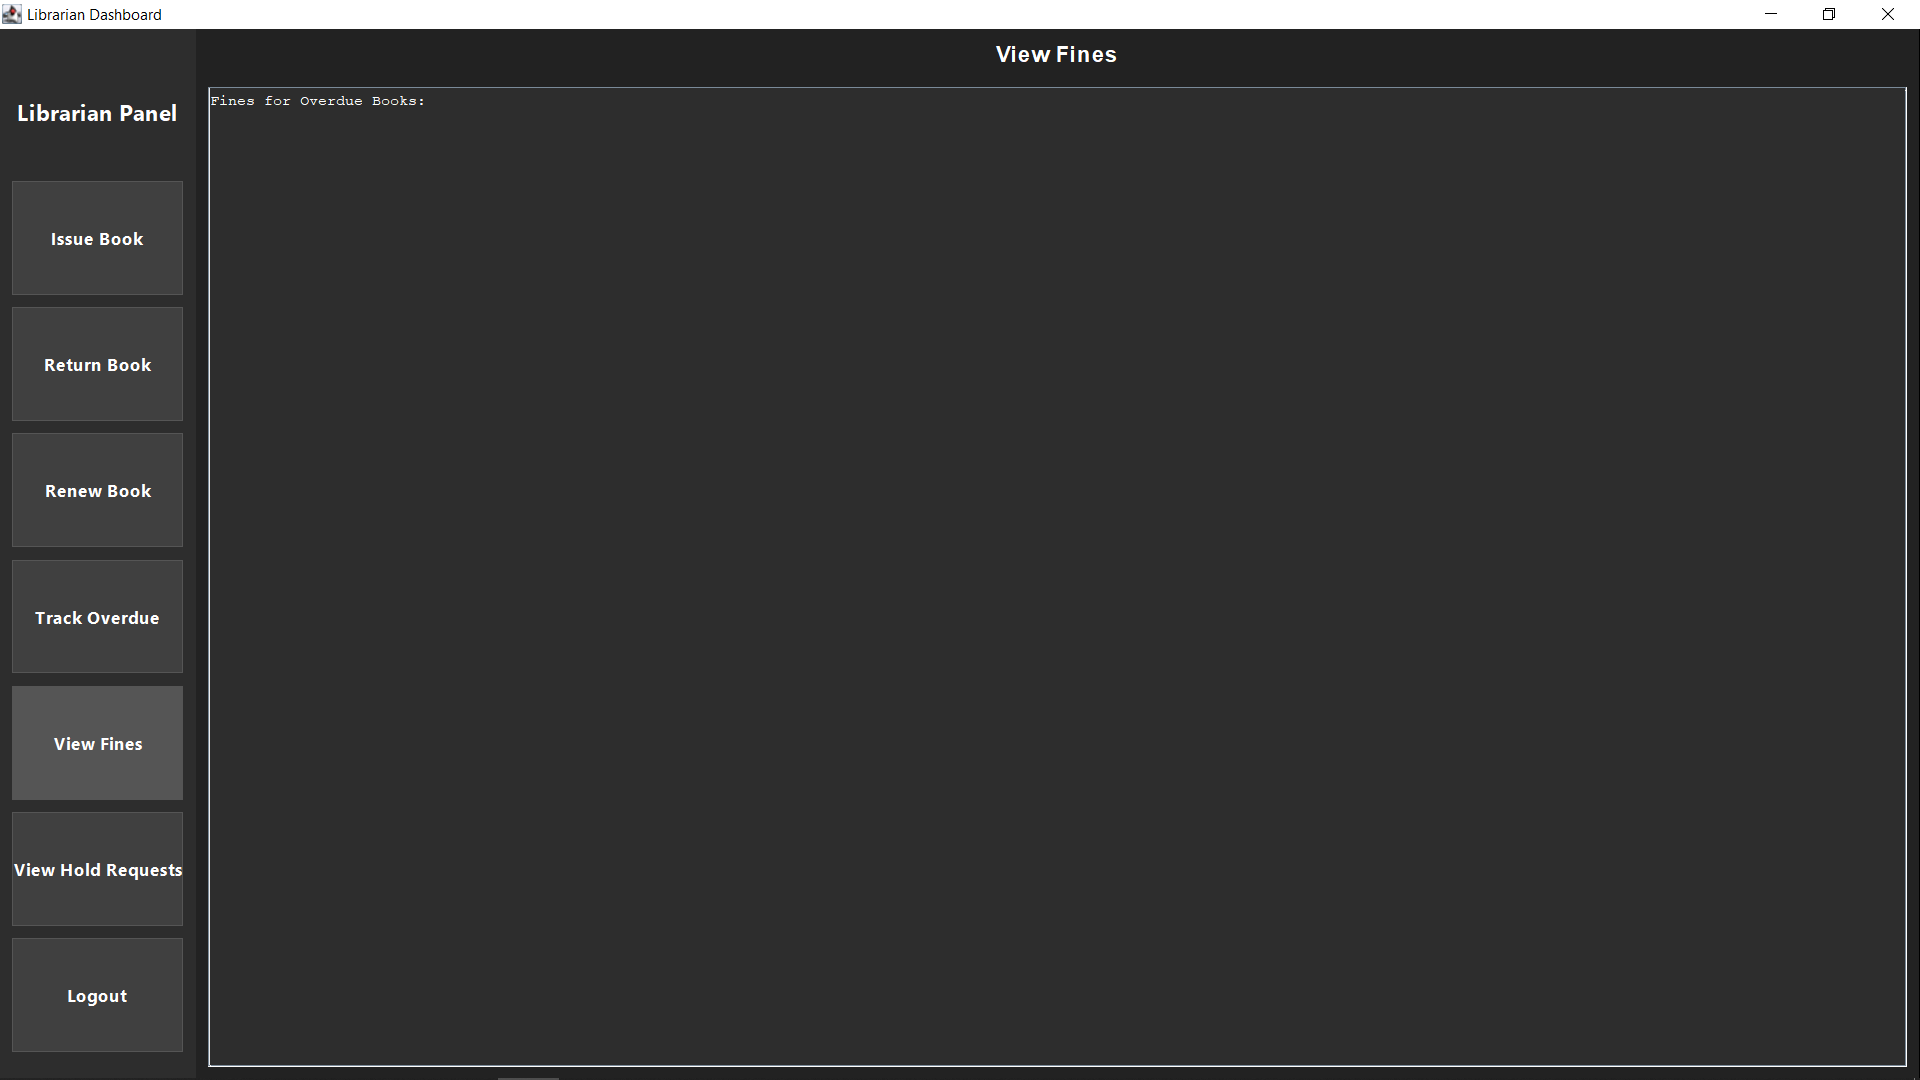 Librarian Dashboard
View Fines
Librarian Panel
Fines for Overdue Books:
Issue Book
Return Book
Renew Book
Track Overdue
View Fines
View Hold Requests
Logout